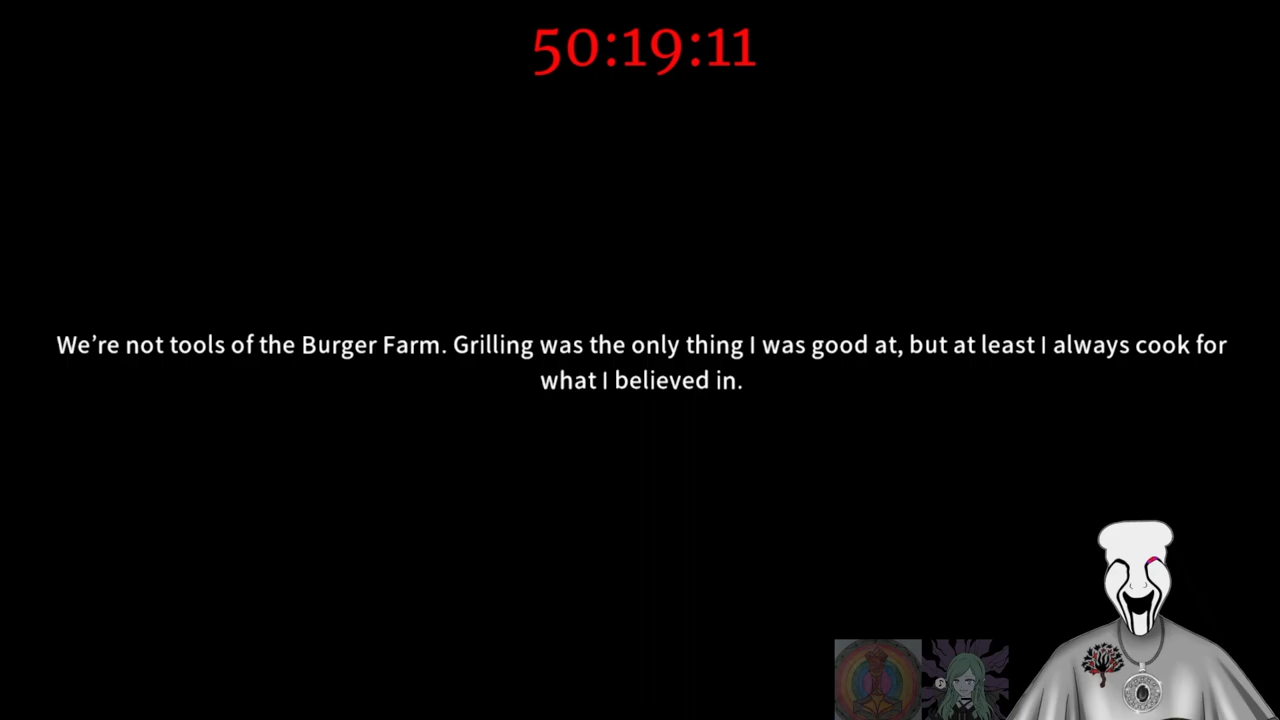 50:19:11
We’re not tools of the Burger Farm. Grilling was the only thing I was good at, but at least I always cook for
what I believed in.